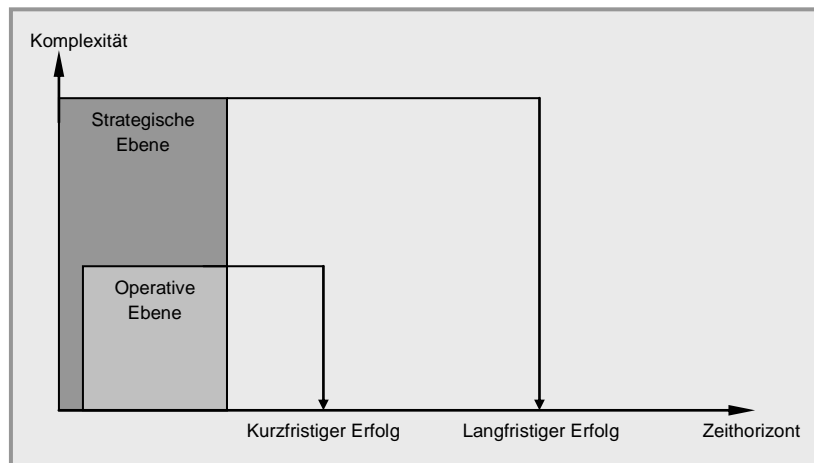 Komplexität
Strategische
Ebene
Operative
Ebene
Kurzfristiger Erfolg
Langfristiger Erfolg
Zeithorizont